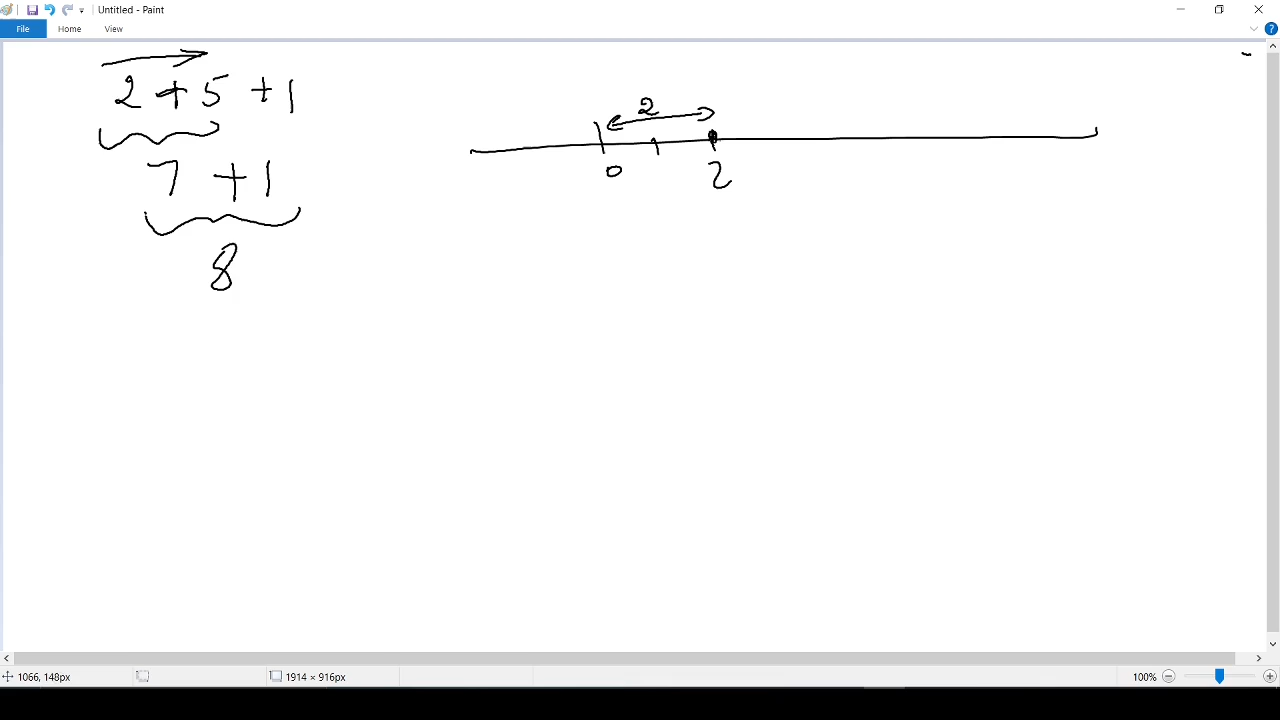 Untitled - Paint
File Home View
2 + 5 + 1
7 + 1
8
2
0 2
1066, 148px
1914 × 916px
100%